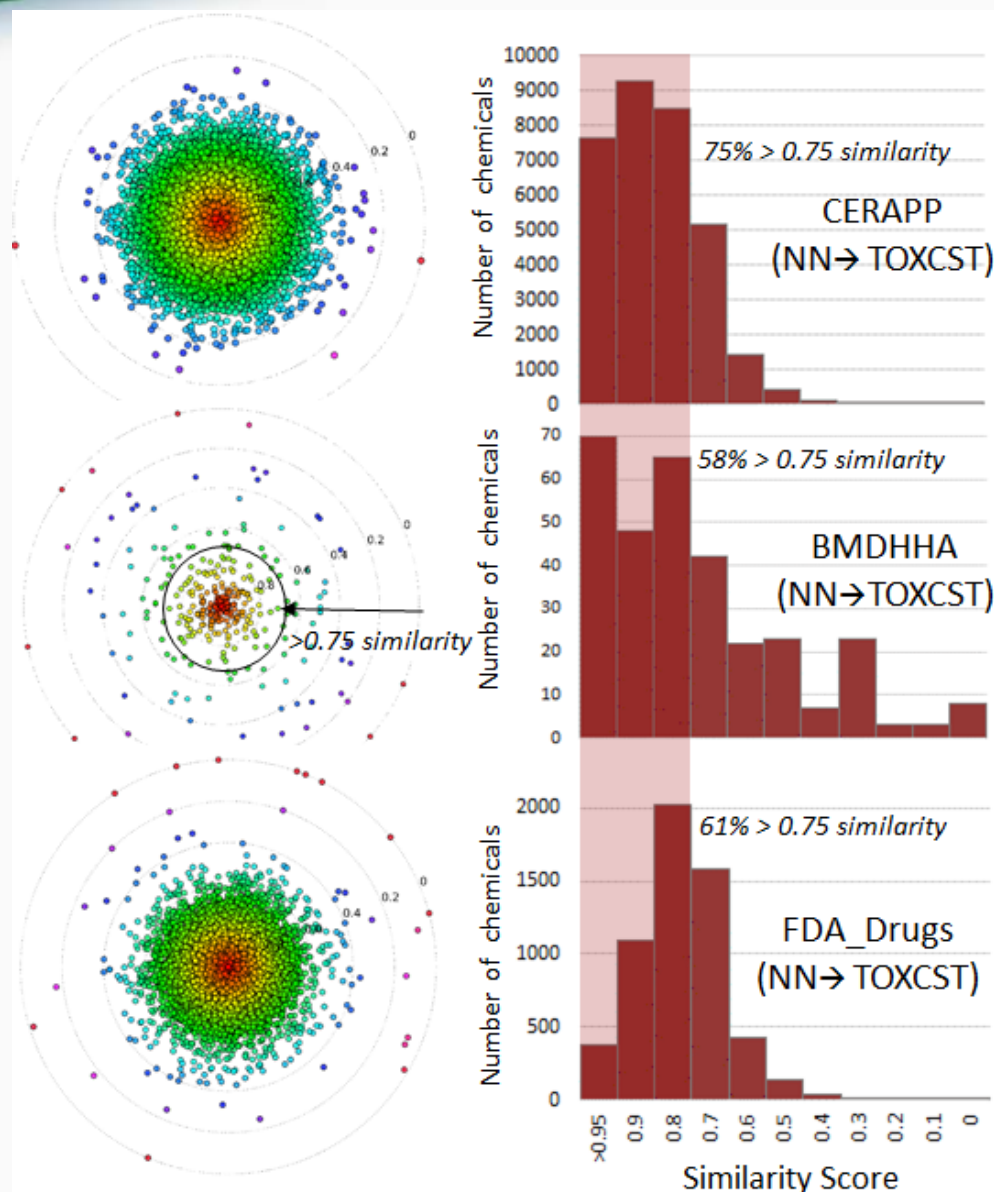 0
0.2
0.4
Number of chemicals
10000
9000
8000
7000
6000
5000
4000
3000
2000
1000
0
75% > 0.75 similarity
CERAPP
(NN→ TOXCST)
0
0.2
0.4
0.6
0.8
>0.75 similarity
Number of chemicals
70
60
50
40
30
20
10
0
58% > 0.75 similarity
BMDHHA
(NN→TOXCST)
0
0.2
0.4
Number of chemicals
2000
1500
1000
500
0
61% > 0.75 similarity
FDA_Drugs
(NN→ TOXCST)
>0.95 0.9 0.8 0.7 0.6 0.5 0.4 0.3 0.2 0.1 0
Similarity Score